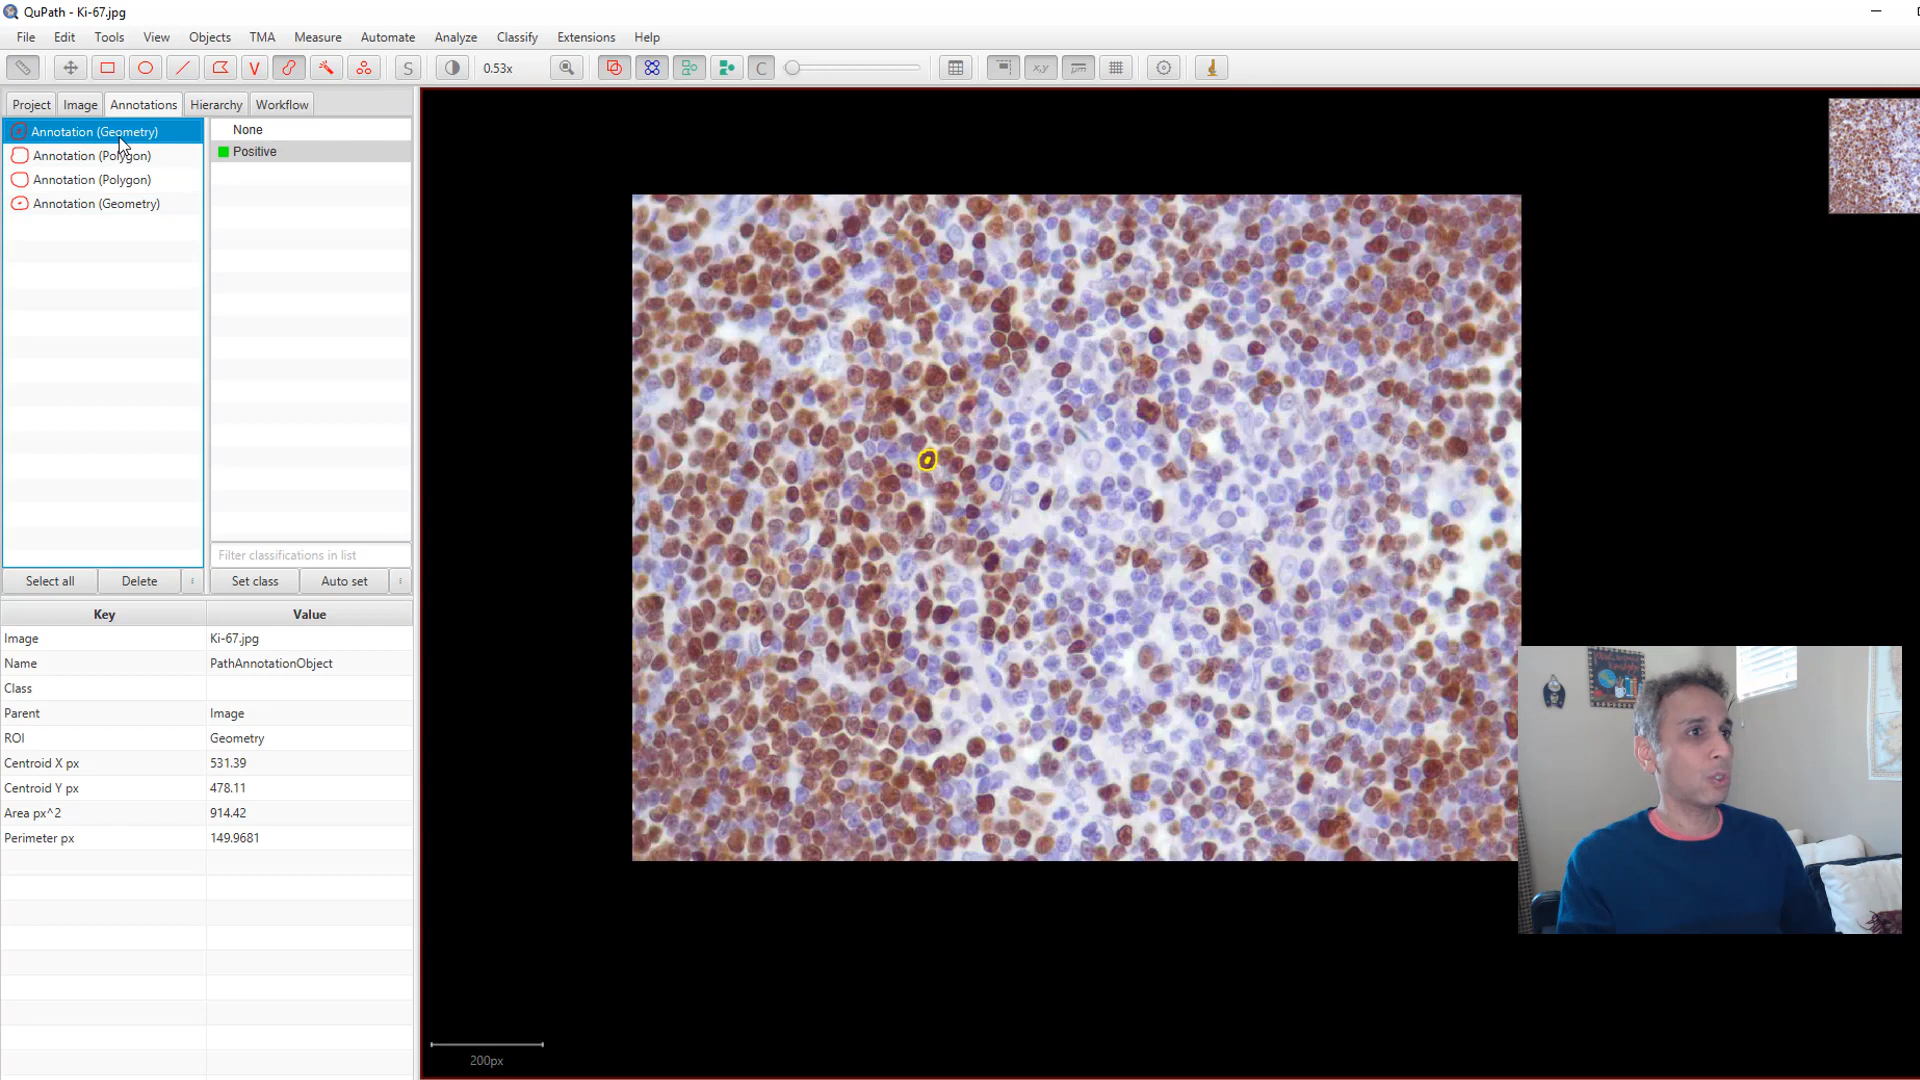 QuPath - Ki-67.jpg
File Edit Tools View Objects TMA Measure Automate Analyze Classify Extensions Help
V S 0.53x C x,y μm
Project Image Annotations Hierarchy Workflow
Annotation (Geometry)
Annotation (Polygon)
Annotation (Polygon)
Annotation (Geometry)
None
Positive
Filter classifications in list
Select all Delete Set class Auto set
Key Value
Image Ki-67.jpg
Name PathAnnotationObject
Class
Parent Image
ROI Geometry
Centroid X px 531.39
Centroid Y px 478.11
Area px^2 914.42
Perimeter px 149.9681
200px